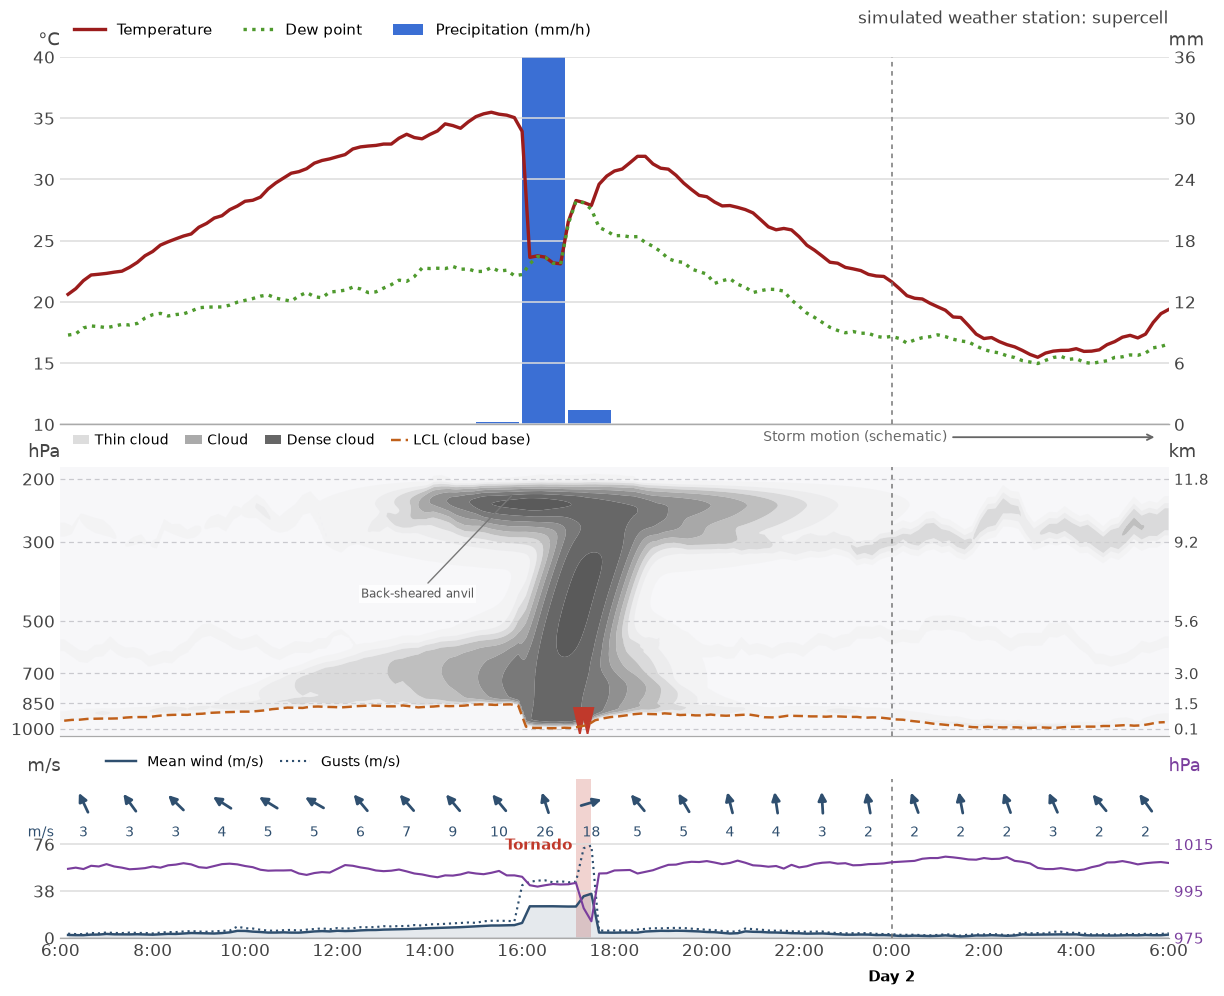 simulated weather station: supercell
Temperature Dew point Precipitation (mm/h)
°C mm
40 36
35 30
30 24
25 18
20 12
15 6
10 0
Thin cloud Cloud Dense cloud LCL (cloud base) Storm motion (schematic)
hPa km
200 11.8
300 9.2
Back-sheared anvil
500 5.6
700 3.0
850 1.5
1000 0.1
m/s Mean wind (m/s) Gusts (m/s) hPa
m/s 3 3 3 4 5 5 6 7 9 10 26 18 5 5 4 4 3 2 2 2 2 3 2 2
76 Tornado 1015
38 995
0 975
6:00 8:00 10:00 12:00 14:00 16:00 18:00 20:00 22:00 0:00 2:00 4:00 6:00
Day 2